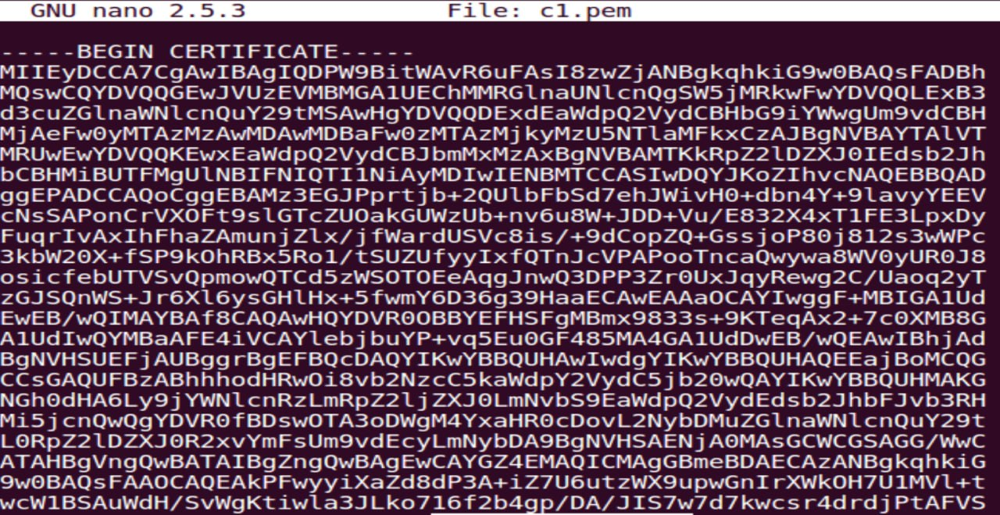 GNU nano 2.5.3 File: c1.pem
-----BEGIN CERTIFICATE-----
MIIEyDCCA7CgAwIBAgIQDPW9BitWAvR6uFAsI8zwZjANBgkqhkiG9w0BAQsFADBh
MQswCQYDVQQGEwJVUzEVMBMGA1UEChMMRGlnaUNlcnQgSW5jMRkwFwYDVQQLExB3
d3cuZGlnaWNlcnQuY29tMSAwHgYDVQQDExdEaWdpQ2VydCBHbG9iYWwgUm9vdCBH
MjAeFw0yMTAzMzAwMDAwMDBaFw0zMTAzMjkyMzU5NTlaMFkxCzAJBgNVBAYTAlVT
MRUwEwYDVQQKEwxEaWdpQ2VydCBJbmMxMzAxBgNVBAMTKkRpZ2lDZXJ0IEdsb2Jh
bCBHMiBUTFMgUlNBIFNIQTI1NiAyMDIwIENBMTCCASIwDQYJKoZIhvcNAQEBBQAD
ggEPADCCAQoCggEBAMz3EGJPprtjb+2QUlbFbSd7ehJWivH0+dbn4Y+9lavyYEEV
cNsSAPonCrVXOFt9slGTcZUOakGUWzUb+nv6u8W+JDD+Vu/E832X4xT1FE3LpxDy
FuqrIvAxIhFhaZAmunjZlx/jfWardUSVc8is/+9dCopZQ+GssjoP80j812s3wWPc
3kbW20X+fSP9kOhRBx5Ro1/tSUZUfyyIxfQTnJcVPAPooTncaQwywa8WV0yUR0J8
osicfebUTVSvQpmowQTCd5zWSOTOEeAqgJnwQ3DPP3Zr0UxJqyRewg2C/Uaoq2yT
zGJSQnWS+Jr6Xl6ysGHlHx+5fwmY6D36g39HaaECAwEAAaOCAYIwggF+MBIGA1Ud
EwEB/wQIMAYBAf8CAQAwHQYDVR0OBBYEFHSFgMBmx9833s+9KTeqAx2+7c0XMB8G
A1UdIwQYMBaAFE4iVCAYlebjbuYP+vq5Eu0GF485MA4GA1UdDwEB/wQEAwIBhjAd
BgNVHSUEFjAUBggrBgEFBQcDAQYIKwYBBQUHAwIwdgYIKwYBBQUHAQEEajBoMCQG
CCsGAQUFBzABhhhodHRwOi8vb2NzcC5kaWdpY2VydC5jb20wQAYIKwYBBQUHMAKG
NGh0dHA6Ly9jYWNlcnRzLmRpZ2ljZXJ0LmNvbS9EaWdpQ2VydEdsb2JhbFJvb3RH
Mi5jcnQwQgYDVR0fBDswOTA3oDWgM4YxaHR0cDovL2NybDMuZGlnaWNlcnQuY29t
L0RpZ2lDZXJ0R2xvYmFsUm9vdEcyLmNybDA9BgNVHSAENjA0MAsGCWCGSAGG/WwC
ATAHBgVngQwBATAIBgZngQwBAgEwCAYGZ4EMAQICMAgGBmeBDAECAzANBgkqhkiG
9w0BAQsFAAOCAQEAkPFwyyiXaZd8dP3A+iZ7U6utzWX9upwGnIrXWkOH7U1MVl+t
wcW1BSAuWdH/SvWgKtiwla3JLko716f2b4gp/DA/JIS7w7d7kwcsr4drdjPtAFVS